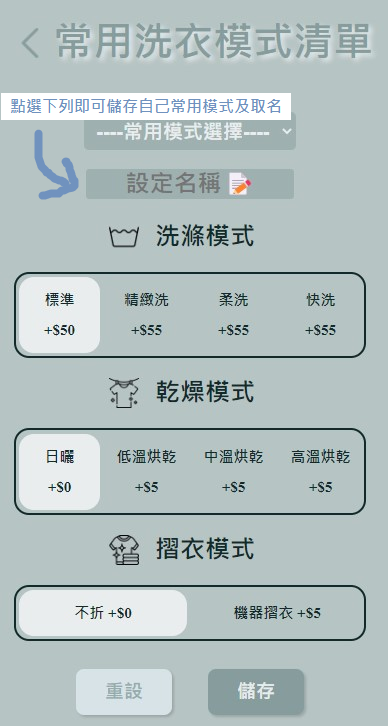 常用洗衣模式清單
點選下列即可儲存自己常用模式及取名
----常用模式選擇----
設定名稱
洗滌模式
標準 精緻洗 柔洗 快洗
+$50 +$55 +$55 +$55
乾燥模式
日曬 低溫烘乾 中溫烘乾 高溫烘乾
+$0 +$5 +$5 +$5
摺衣模式
不折 +$0 機器摺衣 +$5
重設 儲存